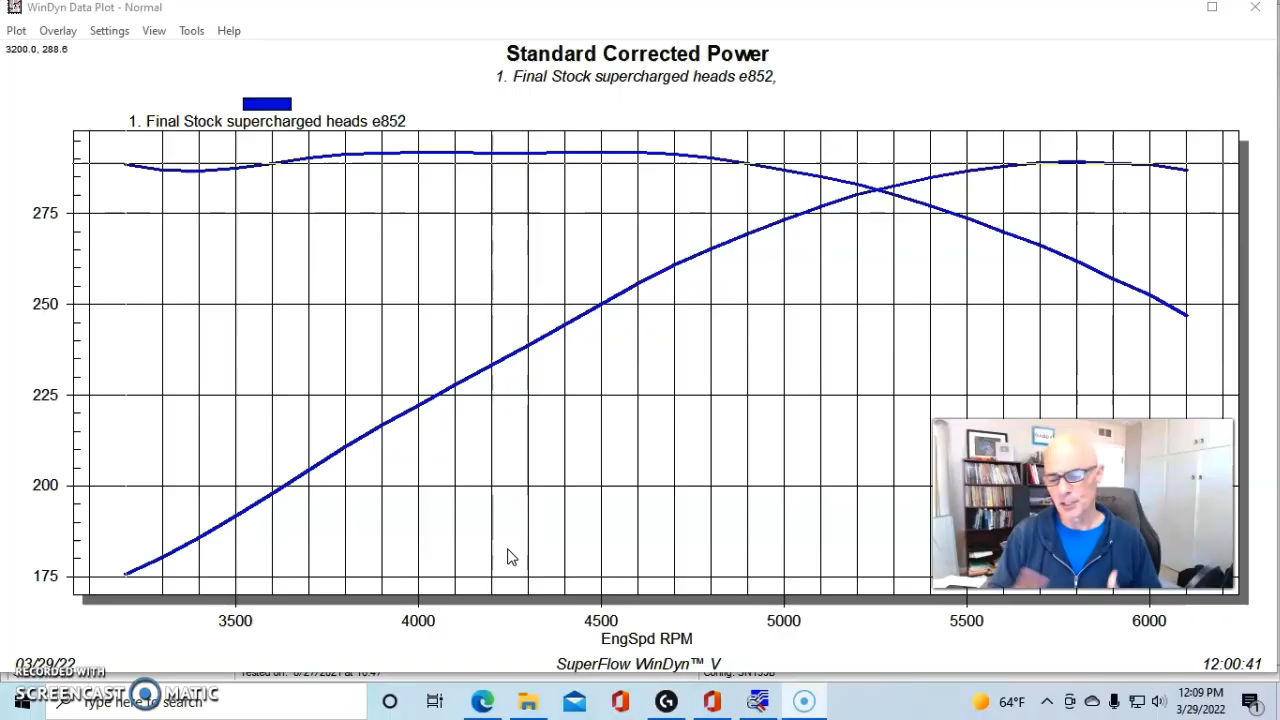 WinDyn Data Plot - Normal
Plot Overlay Settings View Tools Help
3200.0, 288.6
Standard Corrected Power
1. Final Stock supercharged heads e852,
1. Final Stock supercharged heads e852
275
250
225
200
175
3500 4000 4500 5000 5500 6000
EngSpd RPM
03/29/22 SuperFlow WinDyn™ V 12:00:41
RECORDED WITH
SCREENCAST MATIC
Type here to search
64°F
12:09 PM
3/29/2022
1